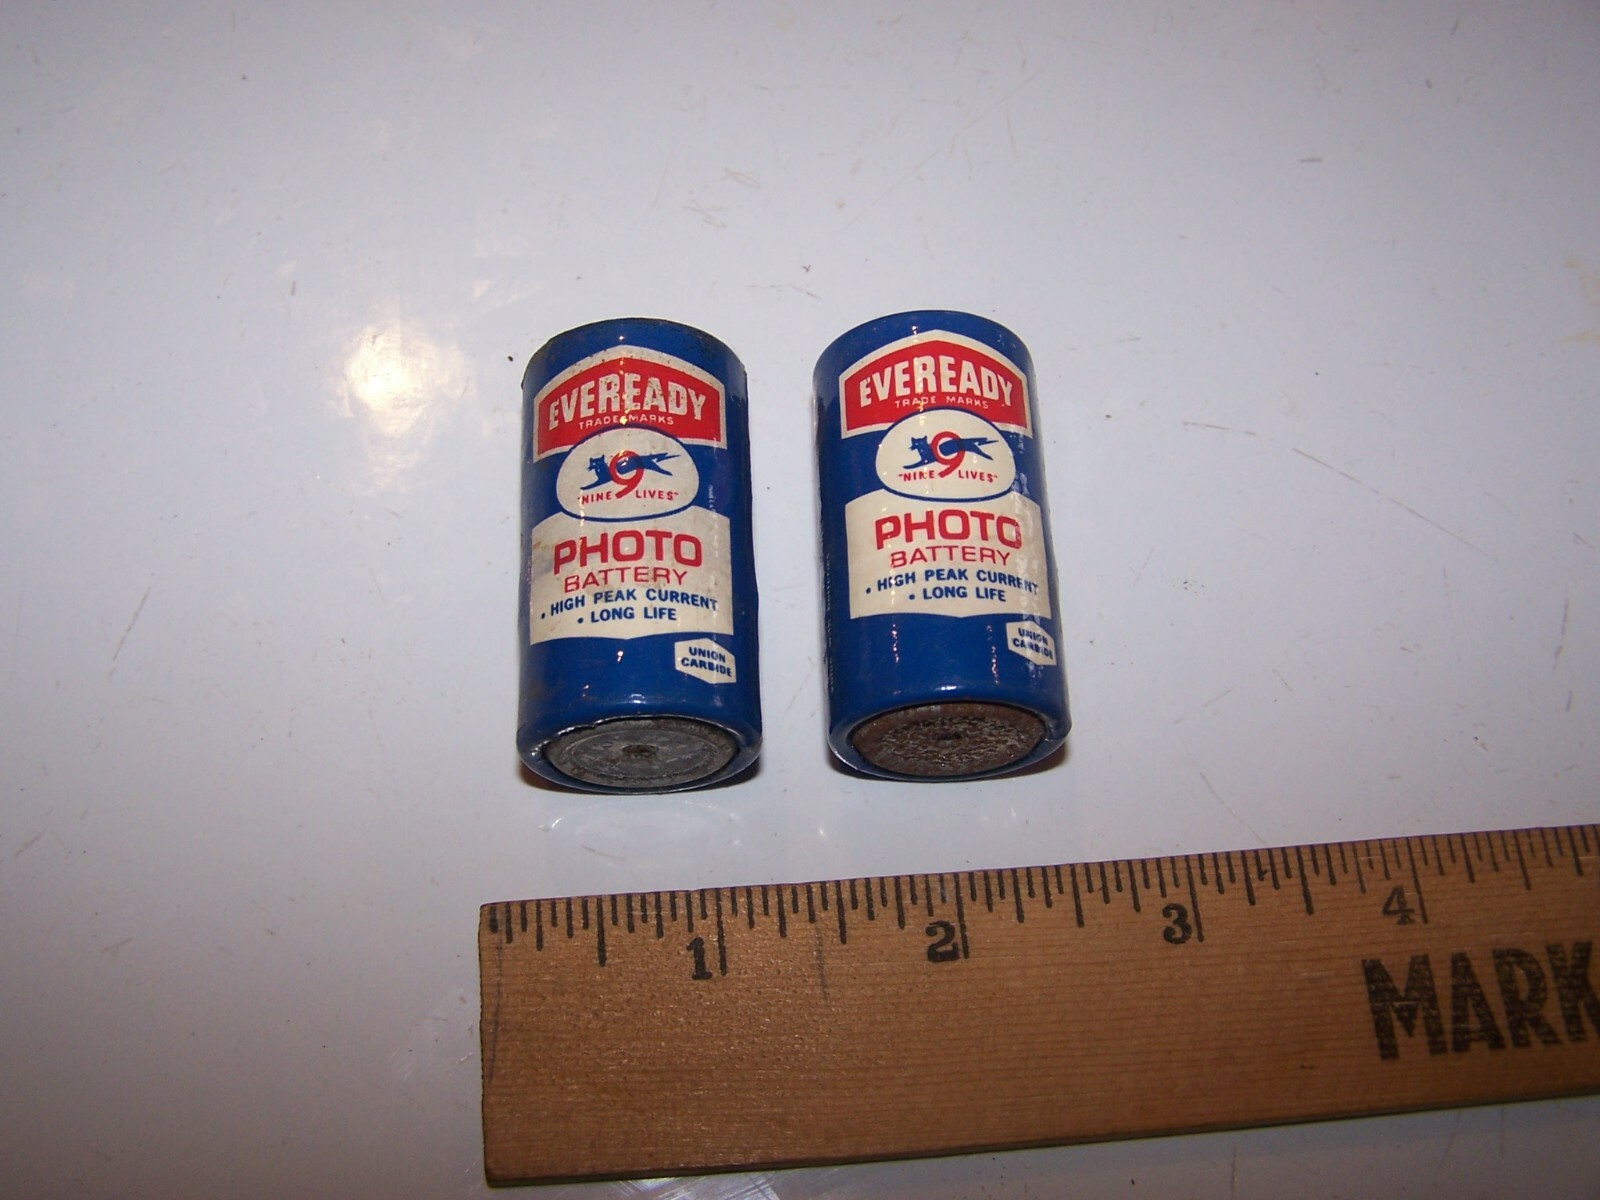 EVEREADY
TRADE MARKS
9
"NINE LIVES"
PHOTO
BATTERY
• HIGH PEAK CURRENT
• LONG LIFE
UNION
CARBIDE
EVEREADY
TRADE MARKS
9
"NINE LIVES"
PHOTO
BATTERY
• HIGH PEAK CURRENT
• LONG LIFE
UNION
CARBIDE
1 2 3 4
MARK